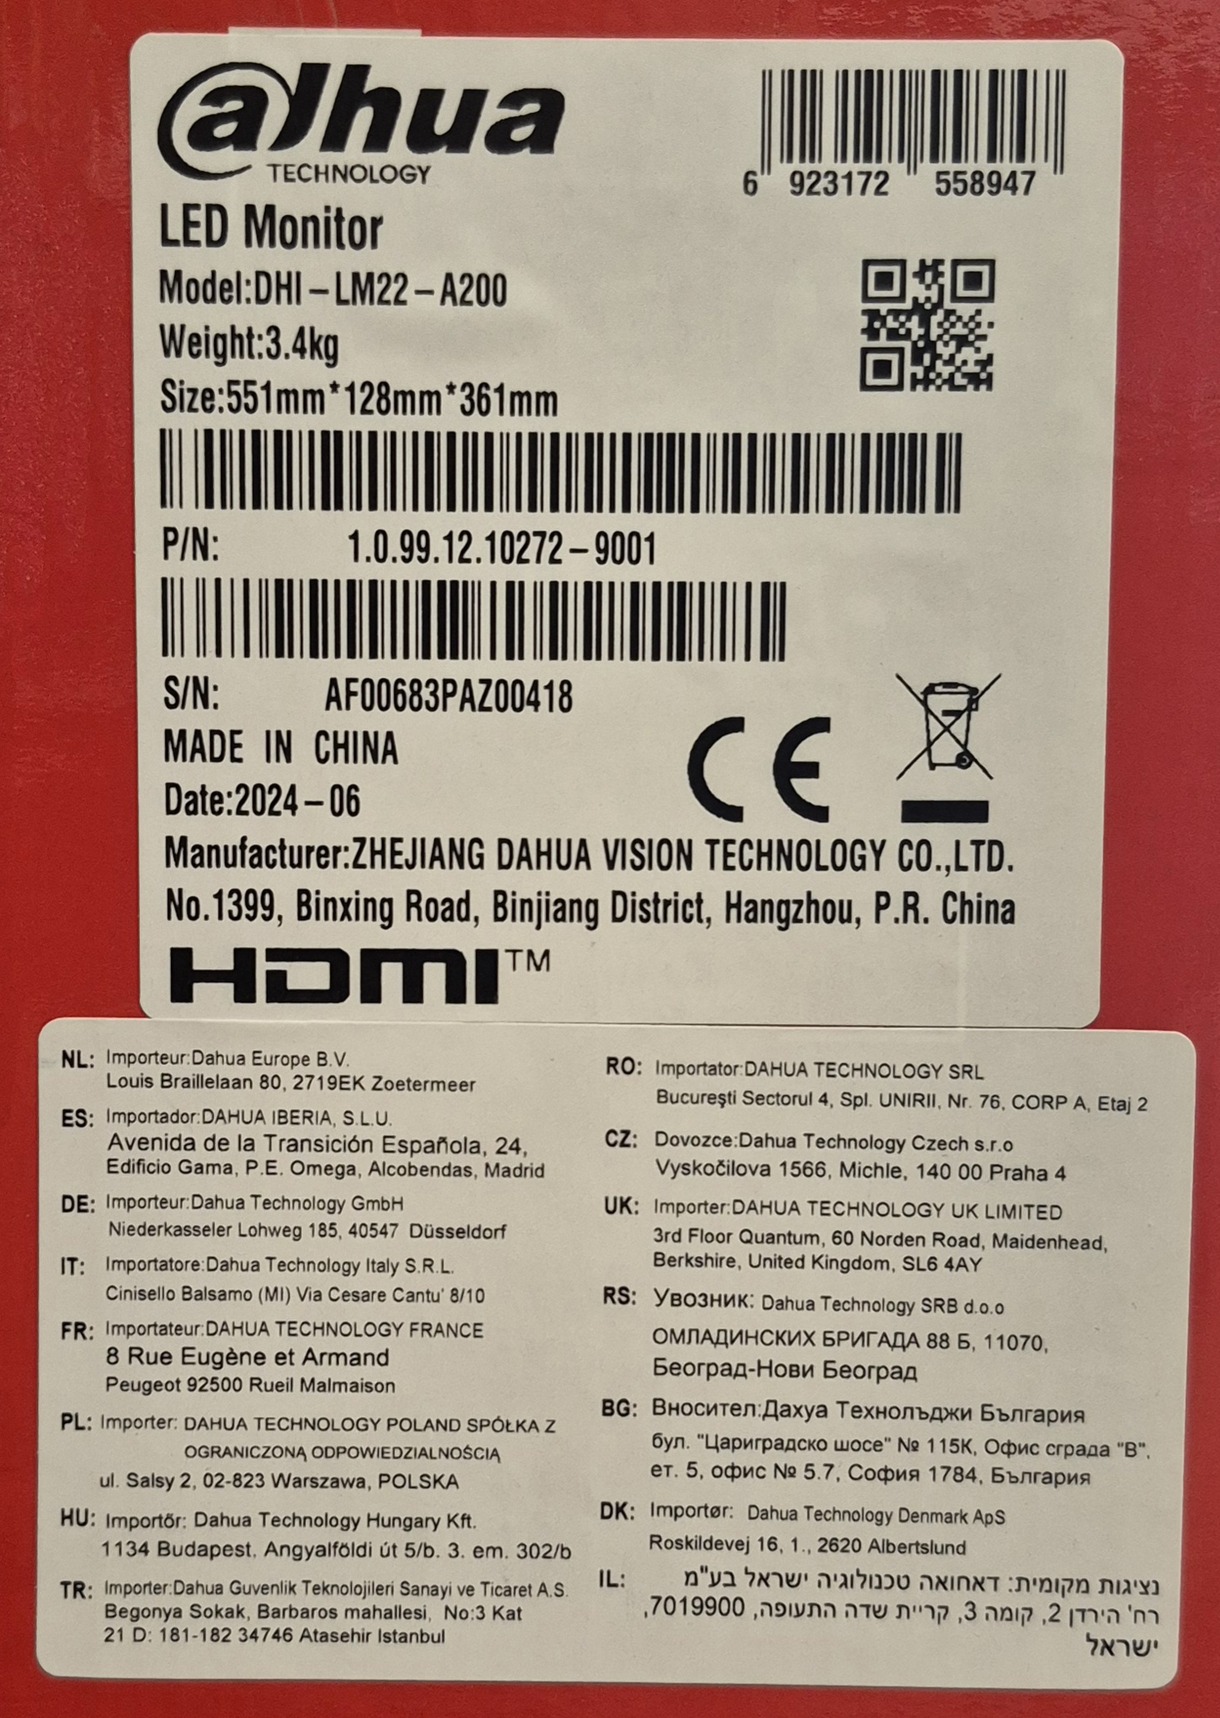 alhua
TECHNOLOGY
6 923172 558947
LED Monitor
Model:DHI-LM22-A200
Weight:3.4kg
Size:551mm*128mm*361mm
P/N: 1.0.99.12.10272-9001
S/N: AF00683PAZ00418
MADE IN CHINA
Date:2024-06
CE
Manufacturer:ZHEJIANG DAHUA VISION TECHNOLOGY CO.,LTD.
No.1399, Binxing Road, Binjiang District, Hangzhou, P.R. China
HDMI™
NL: Importeur:Dahua Europe B.V.
Louis Braillelaan 80, 2719EK Zoetermeer
ES: Importador:DAHUA IBERIA, S.L.U.
Avenida de la Transición Española, 24,
Edificio Gama, P.E. Omega, Alcobendas, Madrid
DE: Importeur:Dahua Technology GmbH
Niederkasseler Lohweg 185, 40547 Düsseldorf
IT: Importatore:Dahua Technology Italy S.R.L.
Cinisello Balsamo (MI) Via Cesare Cantu' 8/10
FR: Importateur:DAHUA TECHNOLOGY FRANCE
8 Rue Eugène et Armand
Peugeot 92500 Rueil Malmaison
PL: Importer: DAHUA TECHNOLOGY POLAND SPÓŁKA Z
OGRANICZONĄ ODPOWIEDZIALNOŚCIĄ
ul. Salsy 2, 02-823 Warszawa, POLSKA
HU: Importőr: Dahua Technology Hungary Kft.
1134 Budapest, Angyalföldi út 5/b. 3. em. 302/b
TR: Importer:Dahua Guvenlik Teknolojileri Sanayi ve Ticaret A.S.
Begonya Sokak, Barbaros mahallesi, No:3 Kat
21 D: 181-182 34746 Atasehir Istanbul
RO: Importator:DAHUA TECHNOLOGY SRL
București Sectorul 4, Spl. UNIRII, Nr. 76, CORP A, Etaj 2
CZ: Dovozce:Dahua Technology Czech s.r.o
Vyskočilova 1566, Michle, 140 00 Praha 4
UK: Importer:DAHUA TECHNOLOGY UK LIMITED
3rd Floor Quantum, 60 Norden Road, Maidenhead,
Berkshire, United Kingdom, SL6 4AY
RS: Увозник: Dahua Technology SRB d.o.o
ОМЛАДИНСКИХ БРИГАДА 88 Б, 11070,
Београд-Нови Београд
BG: Вносител:Дахуа Технолъджи България
бул. "Цариградско шосе" № 115К, Офис сграда "В",
ет. 5, офис № 5.7, София 1784, България
DK: Importør: Dahua Technology Denmark ApS
Roskildevej 16, 1., 2620 Albertslund
IL: נציגות מקומית: דאחואה טכנולוגיה ישראל בע"מ
רח' הירדן 2, קומה 3, קריית שדה התעופה, 7019900,
ישראל